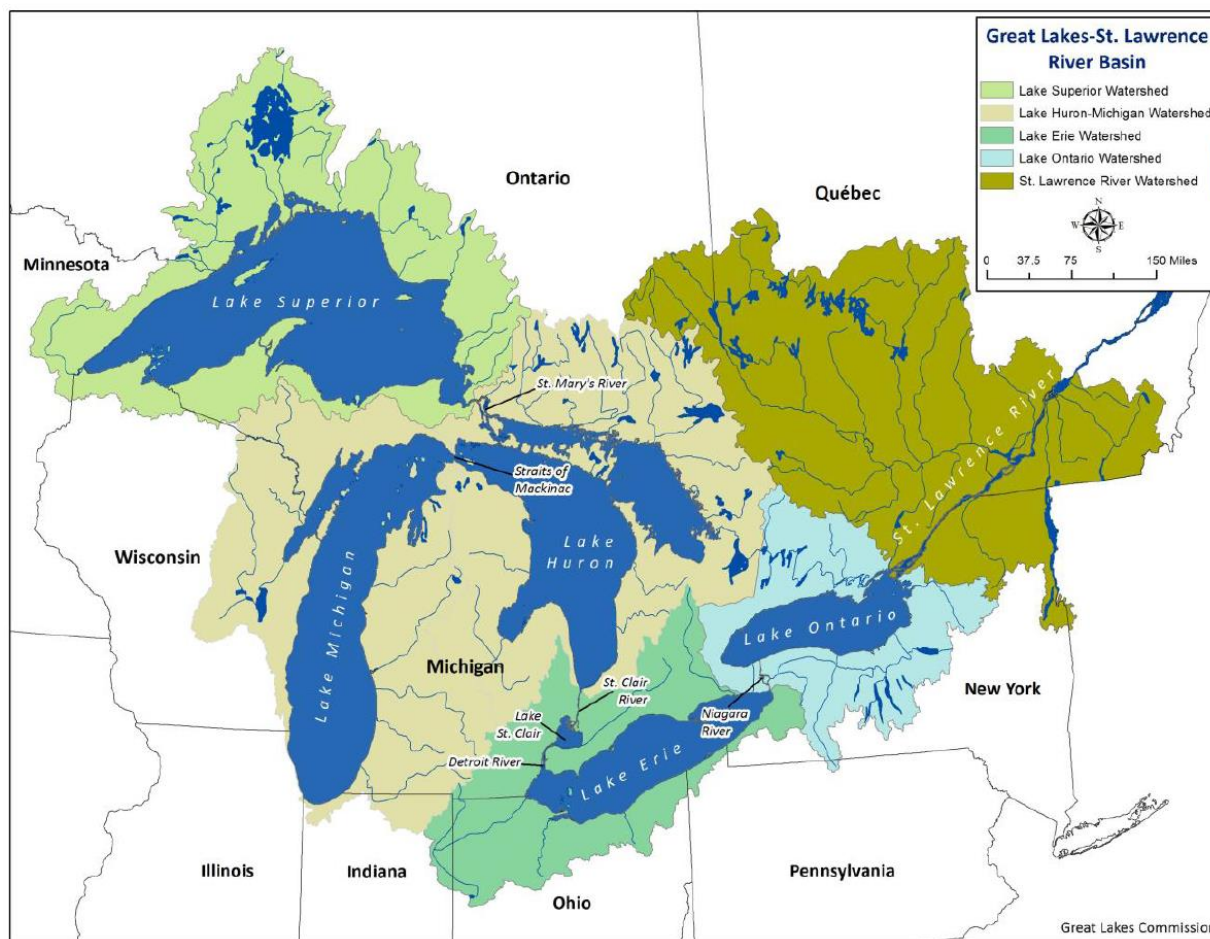 Great Lakes-St. Lawrence
River Basin
Lake Superior Watershed
Lake Huron-Michigan Watershed
Lake Erie Watershed
Lake Ontario Watershed
St. Lawrence River Watershed
N
W E
S
0 37.5 75 150 Miles
Ontario
Québec
Minnesota
Lake Superior
St. Mary's River
Straits of
Mackinac
St. Lawrence River
Wisconsin
Lake
Huron
Lake Michigan
Lake Ontario
Michigan
New York
St. Clair
River
Lake
St. Clair
Niagara
River
Detroit River
Lake Erie
Illinois
Indiana
Ohio
Pennsylvania
Great Lakes Commission